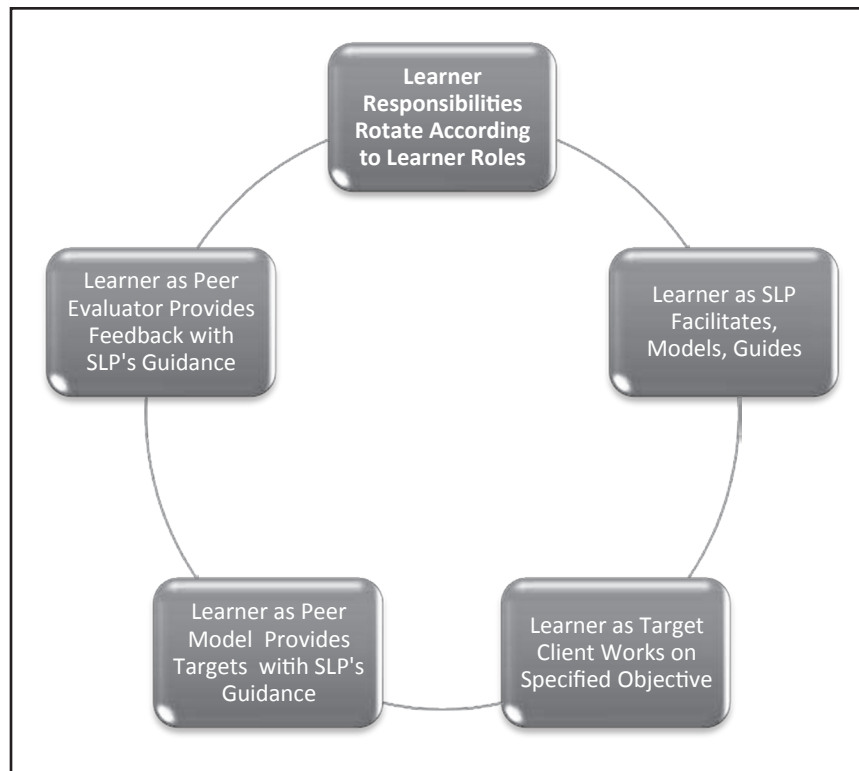 Learner
Responsibilities
Rotate According
to Learner Roles
Learner as SLP
Facilitates,
Models, Guides
Learner as Target
Client Works on
Specified Objective
Learner as Peer
Model Provides
Targets with SLP's
Guidance
Learner as Peer
Evaluator Provides
Feedback with
SLP's Guidance